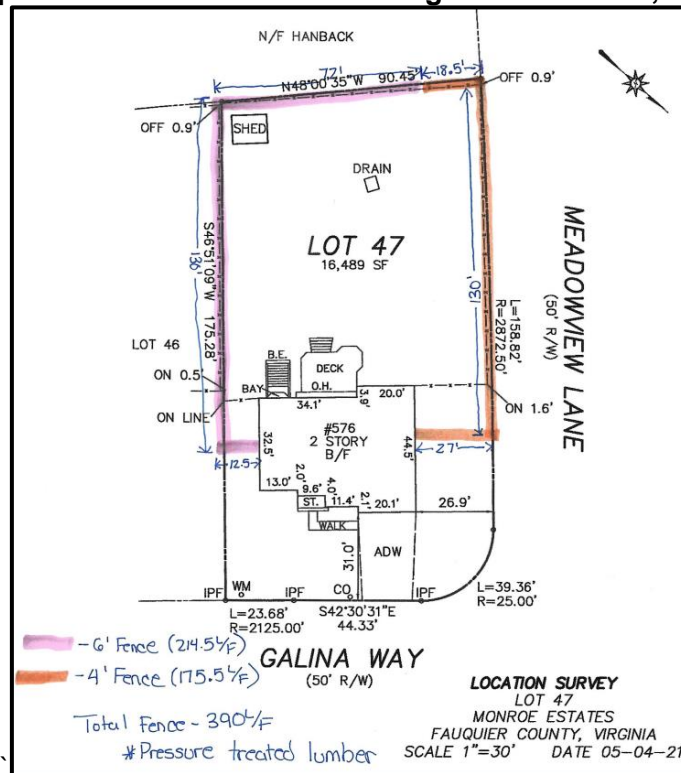 N/F HANBACK
77'
18.5'
N48°00'35"W 90.45'
OFF 0.9'
OFF 0.9'
SHED
DRAIN
LOT 47
16,489 SF
S46°51'09"W 175.28'
130'
130'
MEADOWVIEW LANE
(50' R/W)
L=158.82'
R=2872.50'
LOT 46
B.E.
DECK
ON 0.5'
BAY
O.H.
3.9'
20.0'
34.1'
ON LINE
ON 1.6'
#576
2 STORY
B/F
32.5'
44.5'
27'
12.5
13.0'
2.0'
9.6'
4.0'
ST.
11.4'
2.1'
20.1'
26.9'
WALK
31.0'
ADW
IPF
WM
CO
IPF
L=39.36'
R=25.00'
L=23.68'
R=2125.00'
S42°30'31"E
44.33'
- 6' Fence (214.5 L/F)
GALINA WAY
(50' R/W)
- 4' Fence (175.5 L/F)
LOCATION SURVEY
LOT 47
MONROE ESTATES
FAUQUIER COUNTY, VIRGINIA
SCALE 1"=30' DATE 05-04-21
Total Fence - 390 L/F
#Pressure treated lumber